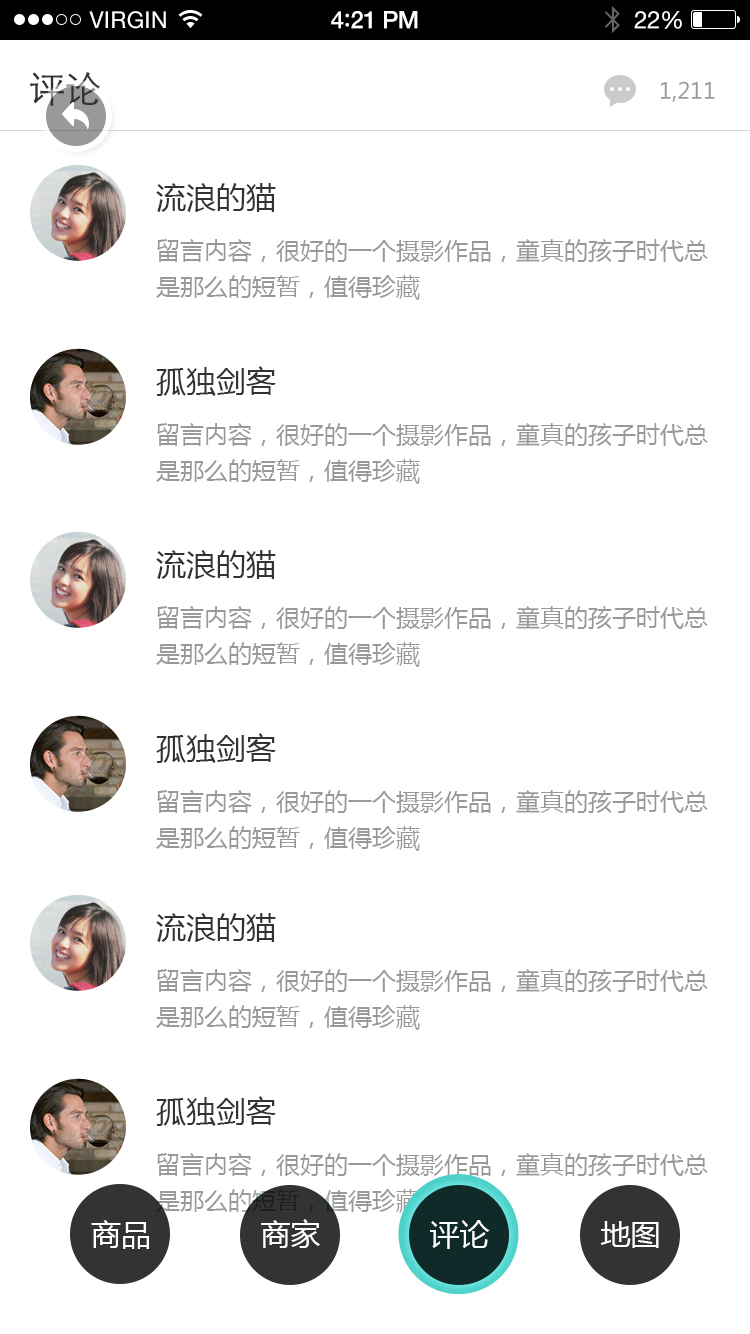 VIRGIN 4:21 PM 22%
评论 1,211
流浪的猫
留言内容，很好的一个摄影作品，童真的孩子时代总
是那么的短暂，值得珍藏
孤独剑客
留言内容，很好的一个摄影作品，童真的孩子时代总
是那么的短暂，值得珍藏
流浪的猫
留言内容，很好的一个摄影作品，童真的孩子时代总
是那么的短暂，值得珍藏
孤独剑客
留言内容，很好的一个摄影作品，童真的孩子时代总
是那么的短暂，值得珍藏
流浪的猫
留言内容，很好的一个摄影作品，童真的孩子时代总
是那么的短暂，值得珍藏
孤独剑客
留言内容，很好的一个摄影作品，童真的孩子时代总
是那么的短暂，值得珍藏
商品 商家 评论 地图